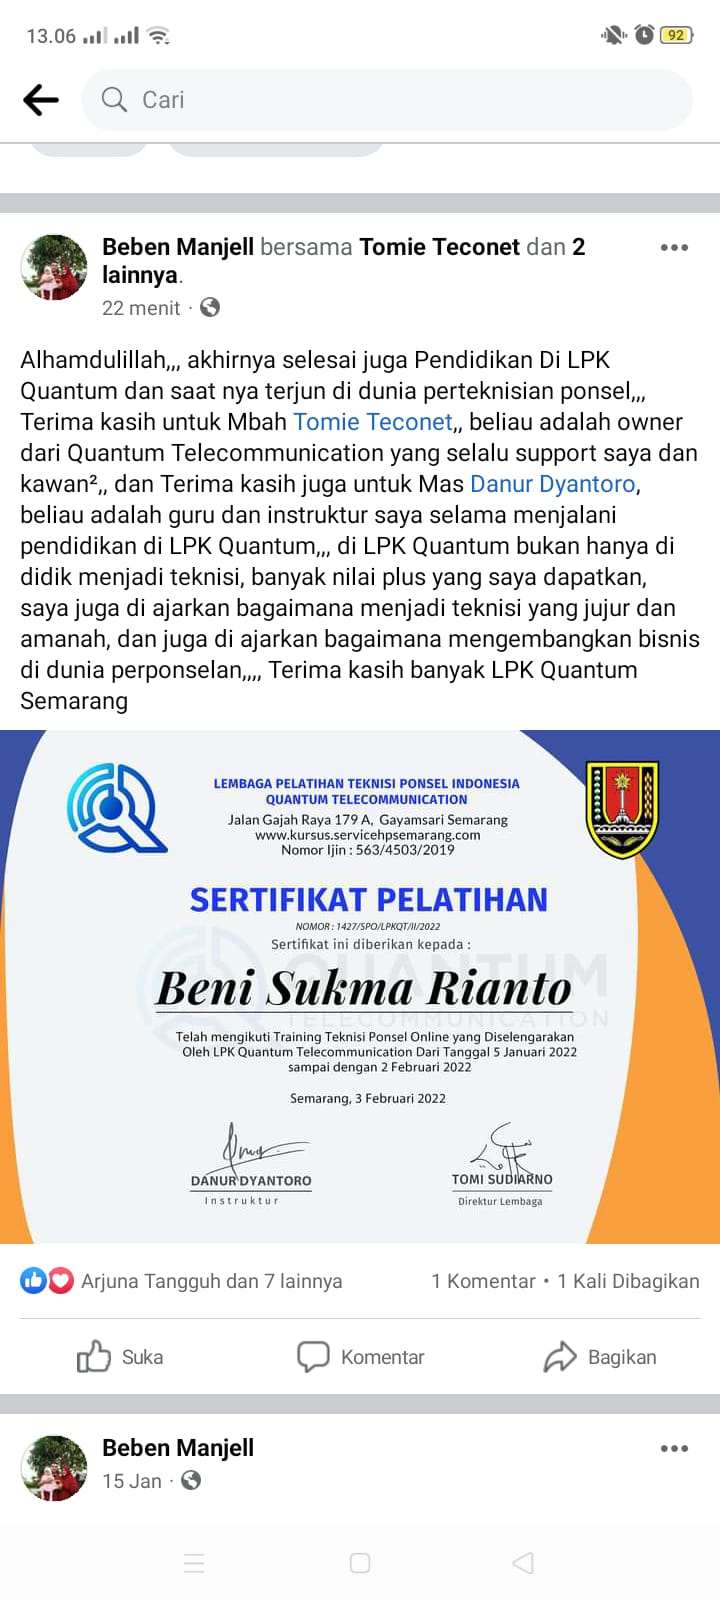 13.06
92
Cari
Beben Manjell bersama Tomie Teconet dan 2
lainnya.
22 menit ·
Alhamdulillah,,, akhirnya selesai juga Pendidikan Di LPK
Quantum dan saat nya terjun di dunia perteknisian ponsel,,,
Terima kasih untuk Mbah Tomie Teconet,, beliau adalah owner
dari Quantum Telecommunication yang selalu support saya dan
kawan²,, dan Terima kasih juga untuk Mas Danur Dyantoro,
beliau adalah guru dan instruktur saya selama menjalani
pendidikan di LPK Quantum,,, di LPK Quantum bukan hanya di
didik menjadi teknisi, banyak nilai plus yang saya dapatkan,
saya juga di ajarkan bagaimana menjadi teknisi yang jujur dan
amanah, dan juga di ajarkan bagaimana mengembangkan bisnis
di dunia perponselan,,,, Terima kasih banyak LPK Quantum
Semarang
LEMBAGA PELATIHAN TEKNISI PONSEL INDONESIA
QUANTUM TELECOMMUNICATION
Jalan Gajah Raya 179 A, Gayamsari Semarang
www.kursus.servicehpsemarang.com
Nomor Ijin : 563/4503/2019
SERTIFIKAT PELATIHAN
NOMOR : 1427/SPO/LPKQT/II/2022
Sertifikat ini diberikan kepada :
QUANTUM
Beni Sukma Rianto
TELECOMMUNICATION
Telah mengikuti Training Teknisi Ponsel Online yang Diselengarakan
Oleh LPK Quantum Telecommunication Dari Tanggal 5 Januari 2022
sampai dengan 2 Februari 2022
Semarang, 3 Februari 2022
DANUR DYANTORO
Instruktur
TOMI SUDIARNO
Direktur Lembaga
Arjuna Tangguh dan 7 lainnya
1 Komentar • 1 Kali Dibagikan
Suka
Komentar
Bagikan
Beben Manjell
15 Jan ·